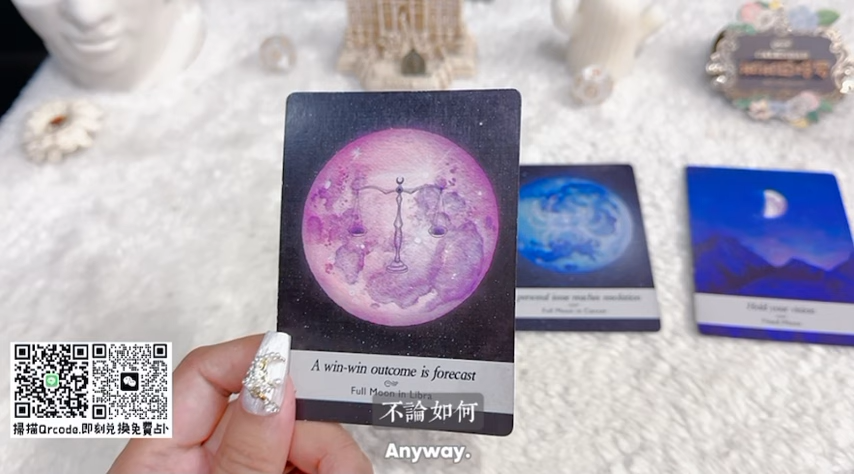 A win-win outcome is forecast
Full Moon in Libra
personal issue reaches resolution
Full Moon in Cancer
Hold your vision
不論如何
Anyway.
掃描Qrcode.即刻兌換免費占卜